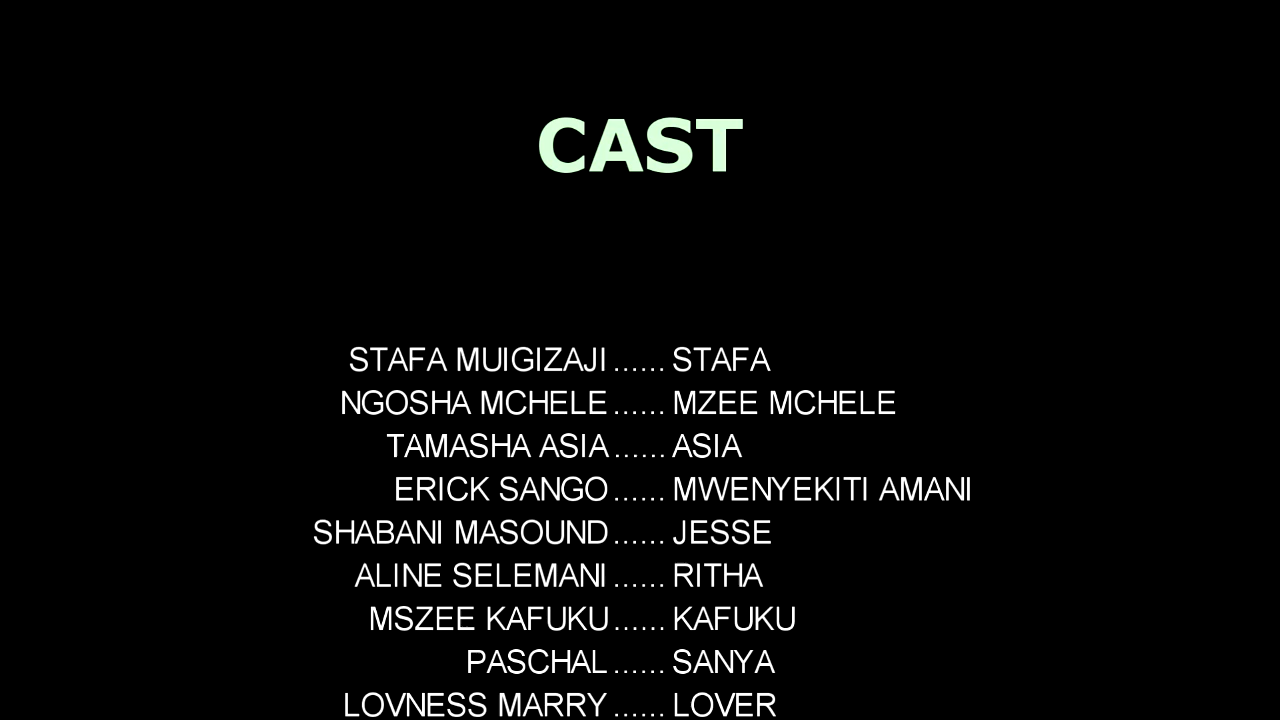 CAST
STAFA MUIGIZAJI ...... STAFA
NGOSHA MCHELE ...... MZEE MCHELE
TAMASHA ASIA ...... ASIA
ERICK SANGO ...... MWENYEKITI AMANI
SHABANI MASOUND ...... JESSE
ALINE SELEMANI ...... RITHA
MSZEE KAFUKU ...... KAFUKU
PASCHAL ...... SANYA
LOVNESS MARRY ...... LOVER